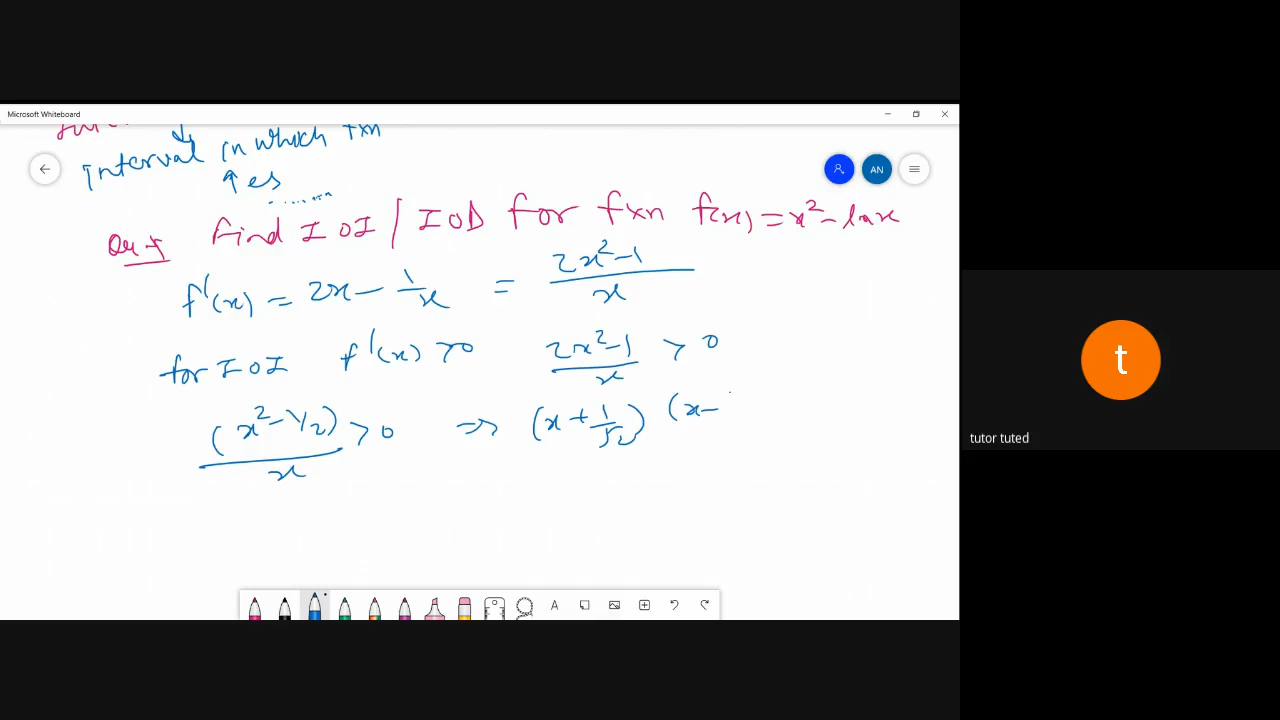 Microsoft Whiteboard
interval in which fxn
↑es
AN
Que → find IOI / IOD for fxn f(x) = x² - lnx
f'(x) = 2x - 1/x = (2x² - 1)/x
for IOI f'(x) > 0 (2x² - 1)/x > 0
(x² - 1/2)/x > 0 => (x + 1/√2) (x -
t
tutor tuted
A